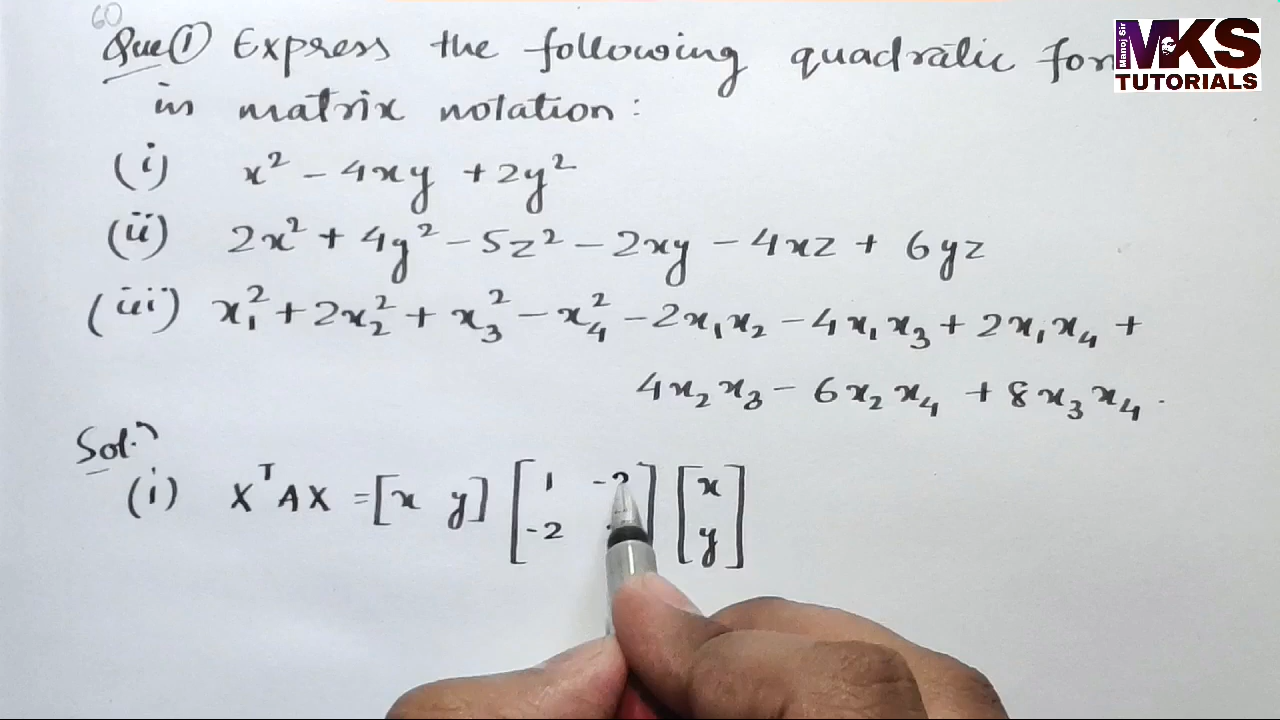 60
Que ① Express the following quadratic
in matrix notation :
(i) x² - 4xy + 2y²
(ii) 2x² + 4y² - 5z² - 2xy - 4xz + 6yz
(iii) x₁² + 2x₂² + x₃² - x₄² - 2x₁x₂ - 4x₁x₃ + 2x₁x₄ +
4x₂x₃ - 6x₂x₄ + 8x₃x₄ .
Sol.ⁿ
(i) XᵀAX = [x y] [1 -2
-2 ] [x
y]
Manoj Sir
MKS
TUTORIALS